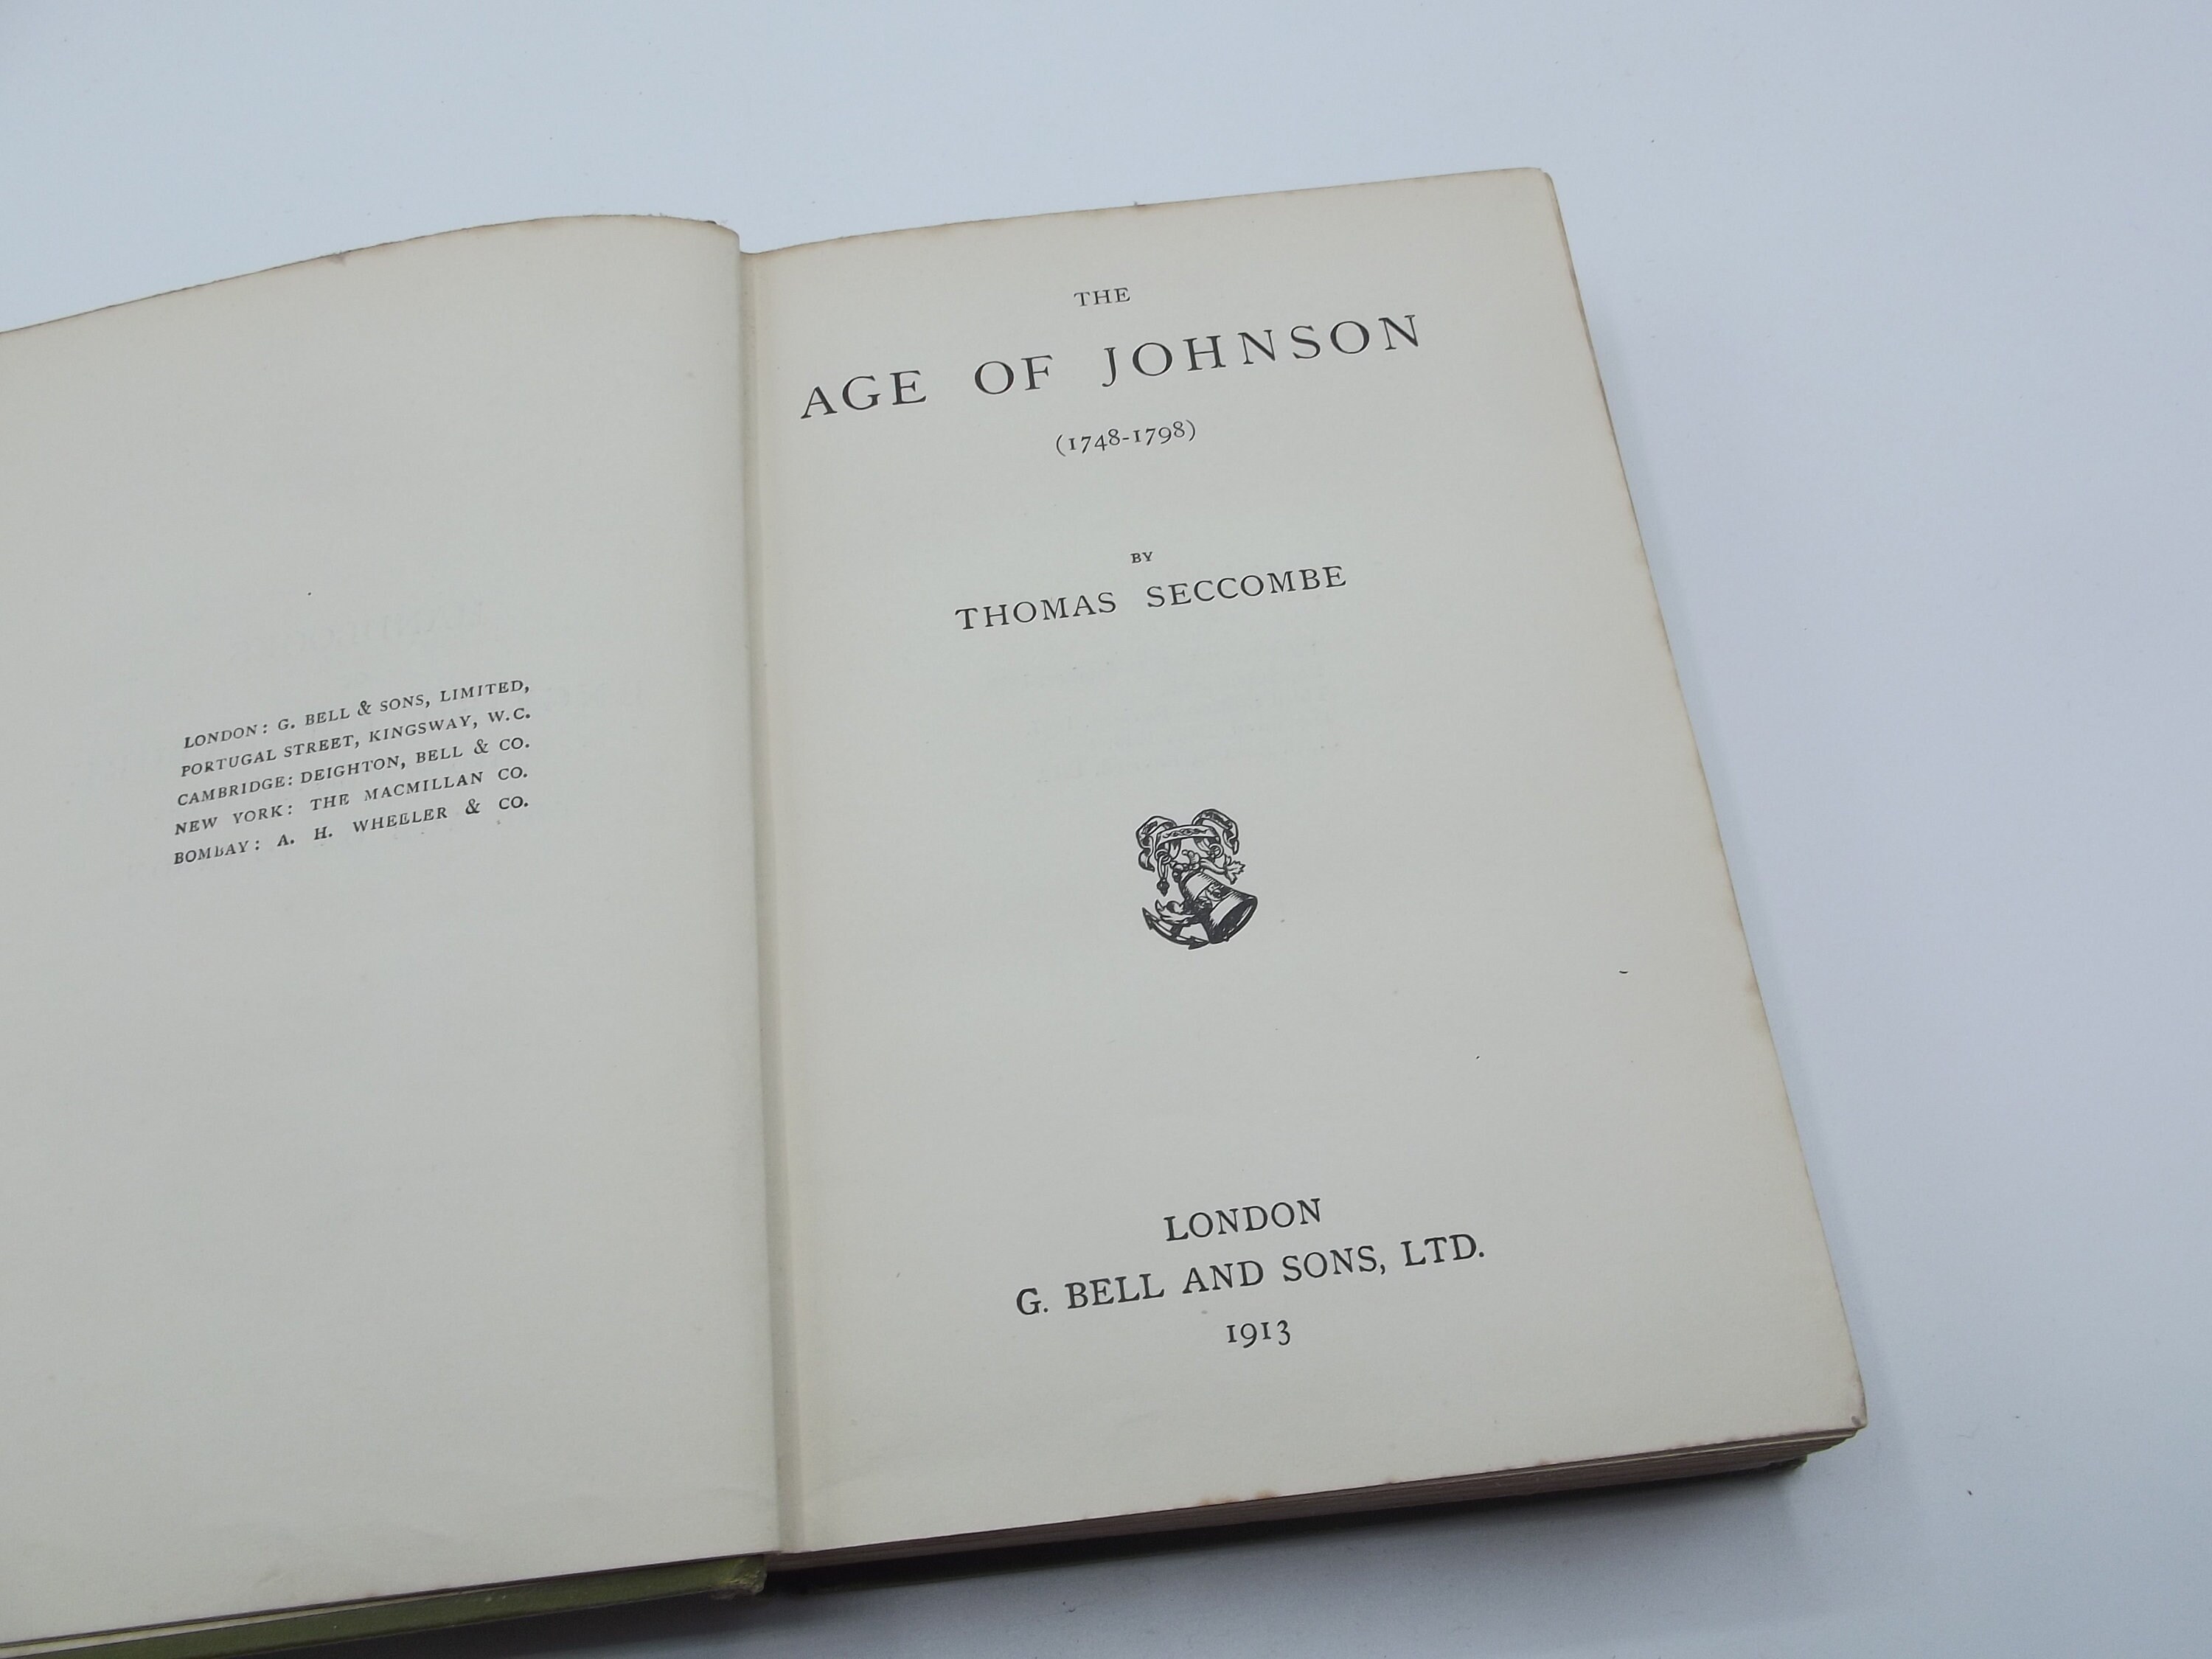 LONDON: G. BELL & SONS, LIMITED,
PORTUGAL STREET, KINGSWAY, W.C.
CAMBRIDGE: DEIGHTON, BELL & CO.
NEW YORK: THE MACMILLAN CO.
BOMBAY: A. H. WHEELER & CO.
THE
AGE OF JOHNSON
(1748-1798)
BY
THOMAS SECCOMBE
LONDON
G. BELL AND SONS, LTD.
1913